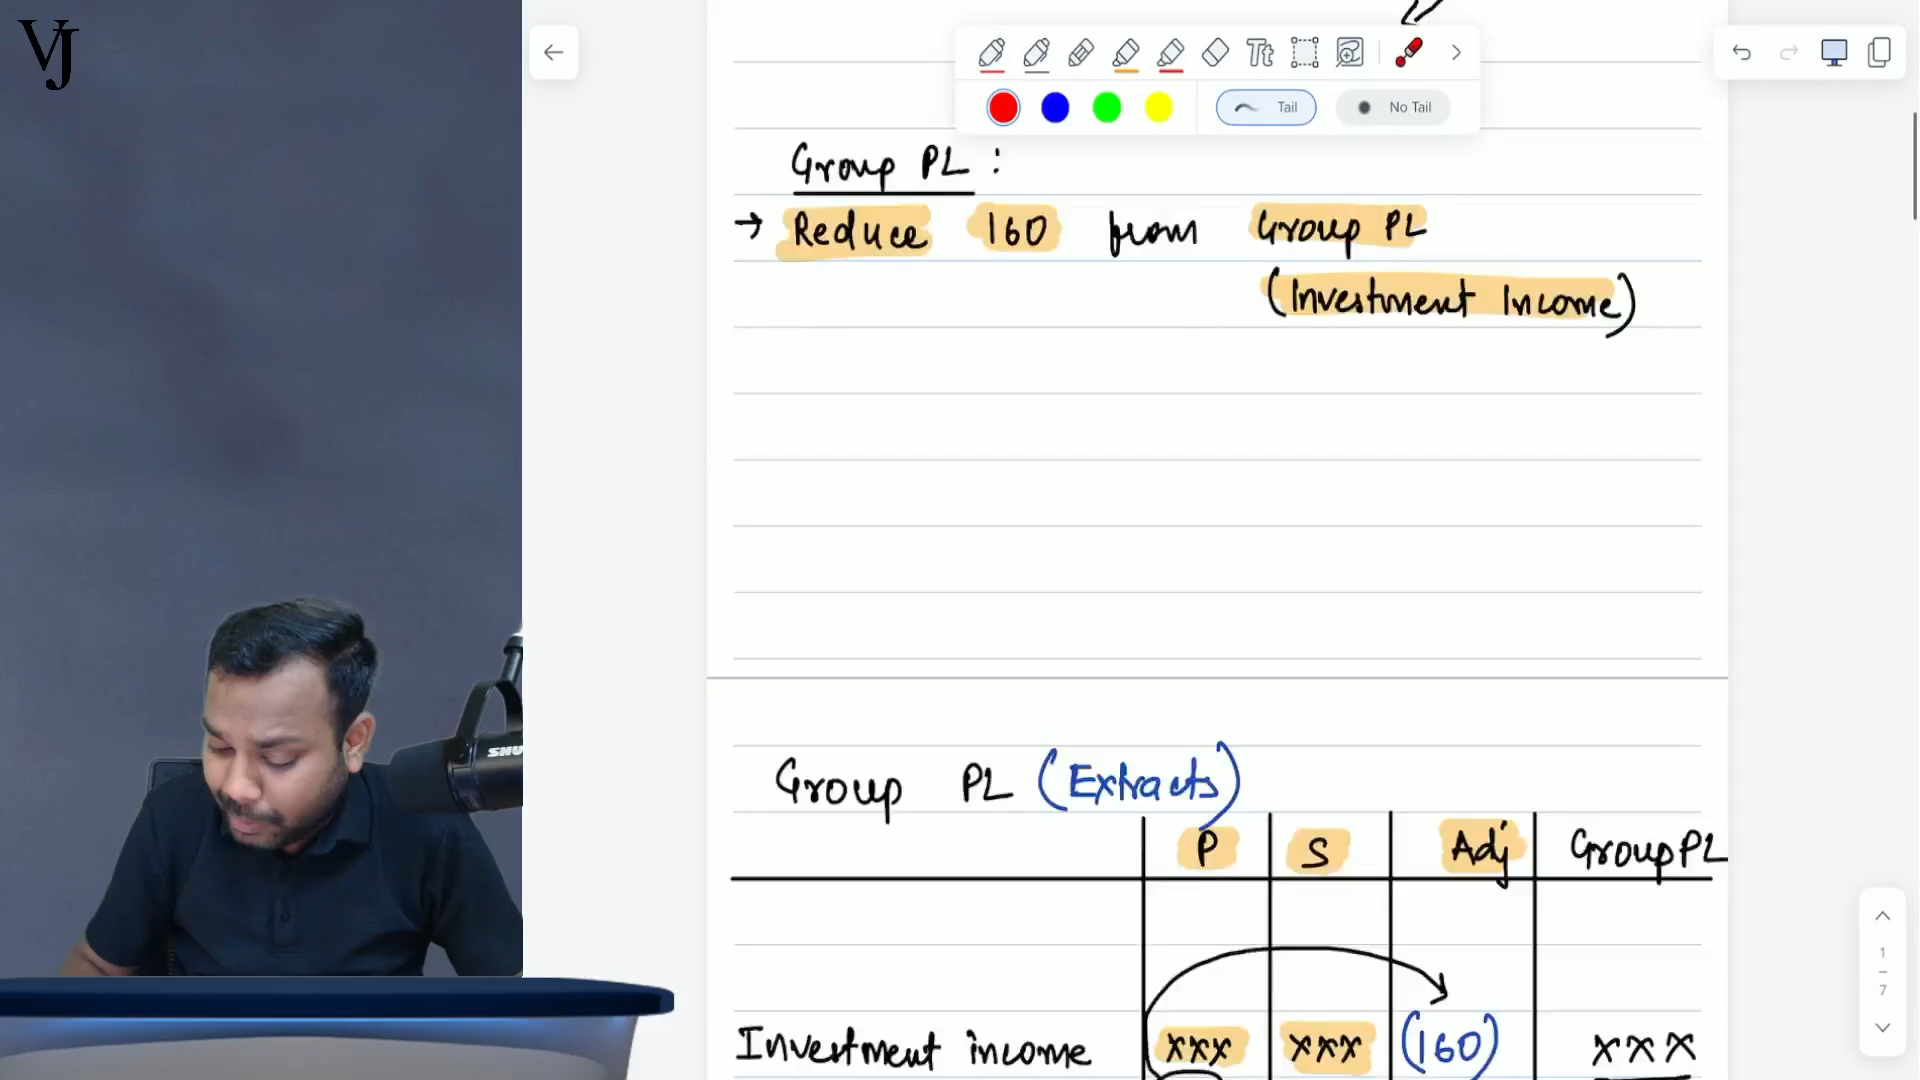 VJ
Tt
Tail
No Tail
Group PL :
→ Reduce 160 from Group PL
(Investment Income)
SHU
Group PL (Extracts)
P S Adj Group PL
Investment income xxx xxx (160) xxx
1
7